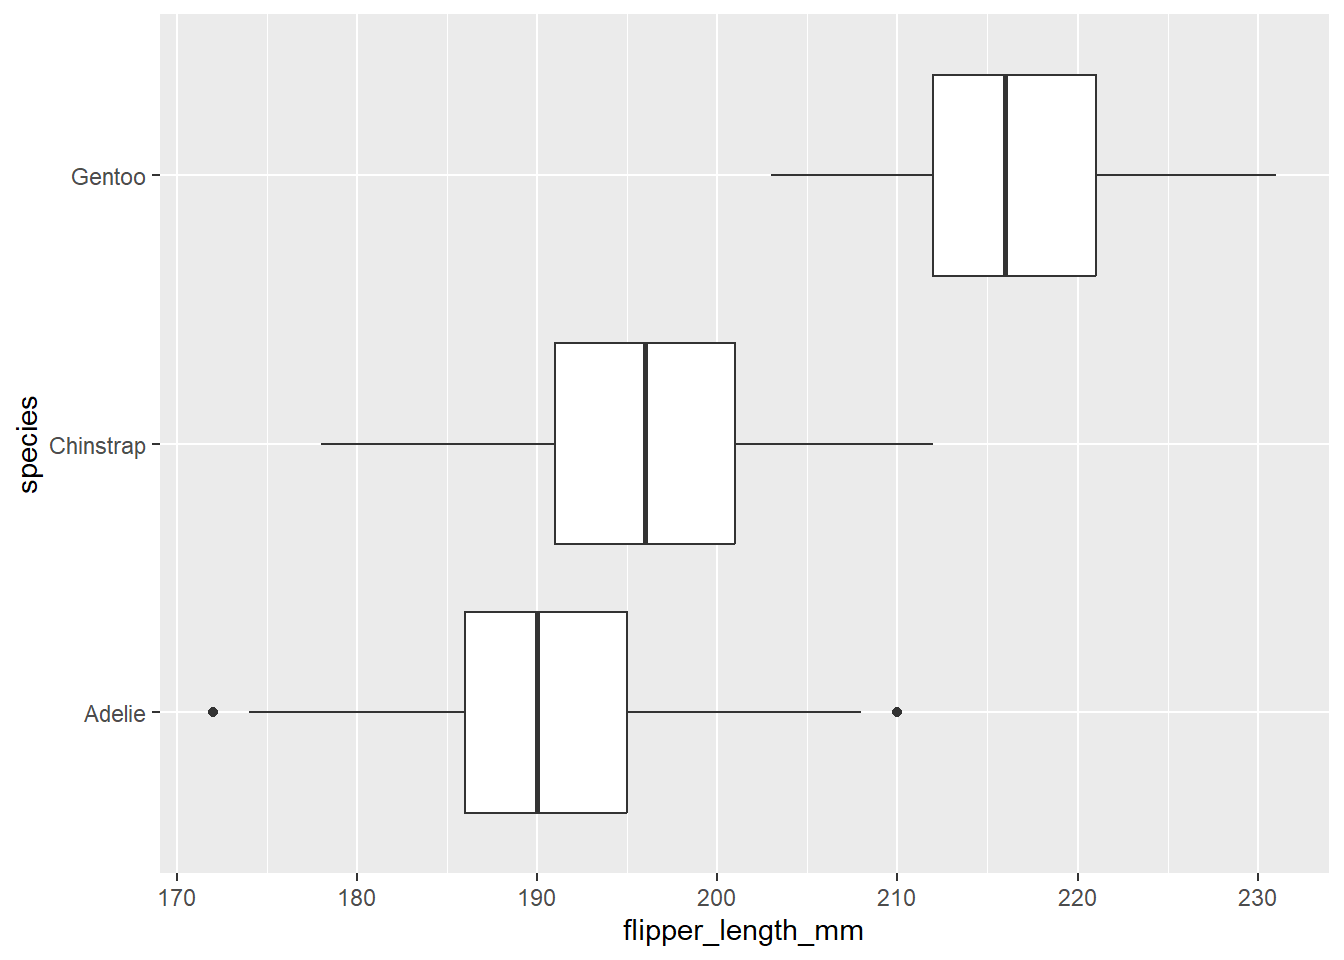 Gentoo
Chinstrap
Adelie
species
170 180 190 200 210 220 230
flipper_length_mm